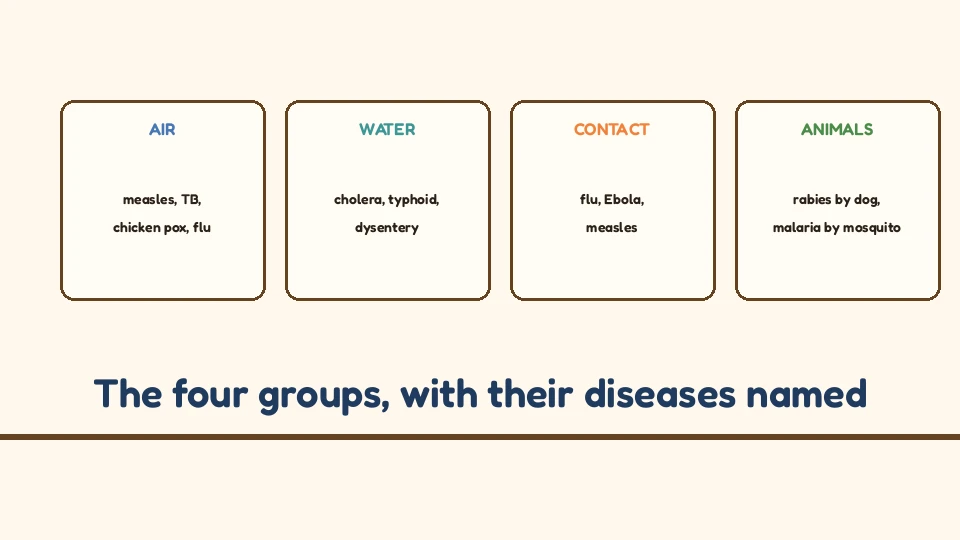 AIR
measles, TB,
chicken pox, flu
WATER
cholera, typhoid,
dysentery
CONTACT
flu, Ebola,
measles
ANIMALS
rabies by dog,
malaria by mosquito
The four groups, with their diseases named